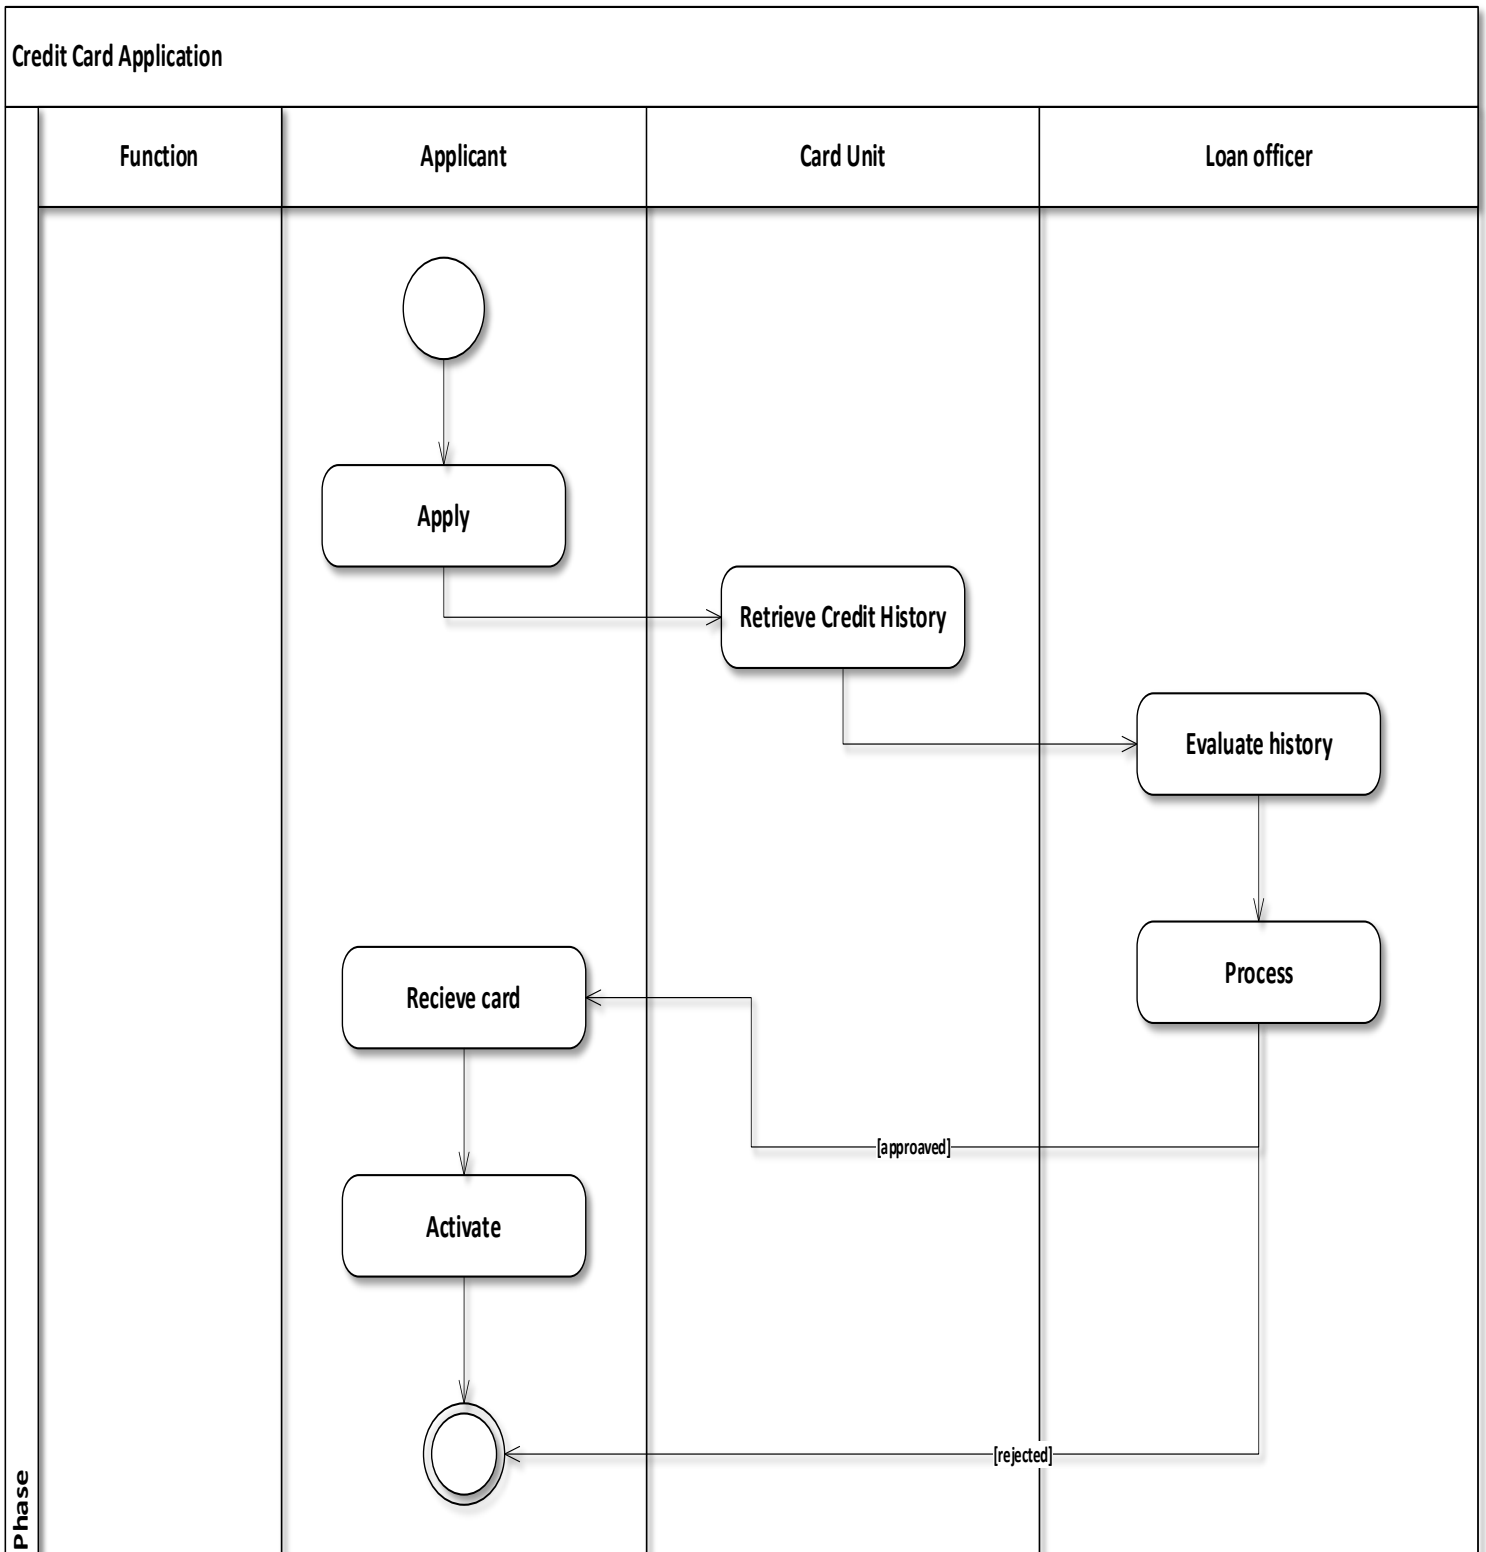 Credit Card Application
Function
Applicant
Card Unit
Loan officer
Apply
Retrieve Credit History
Evaluate history
Process
Recieve card
[approaved]
Activate
[rejected]
Phase